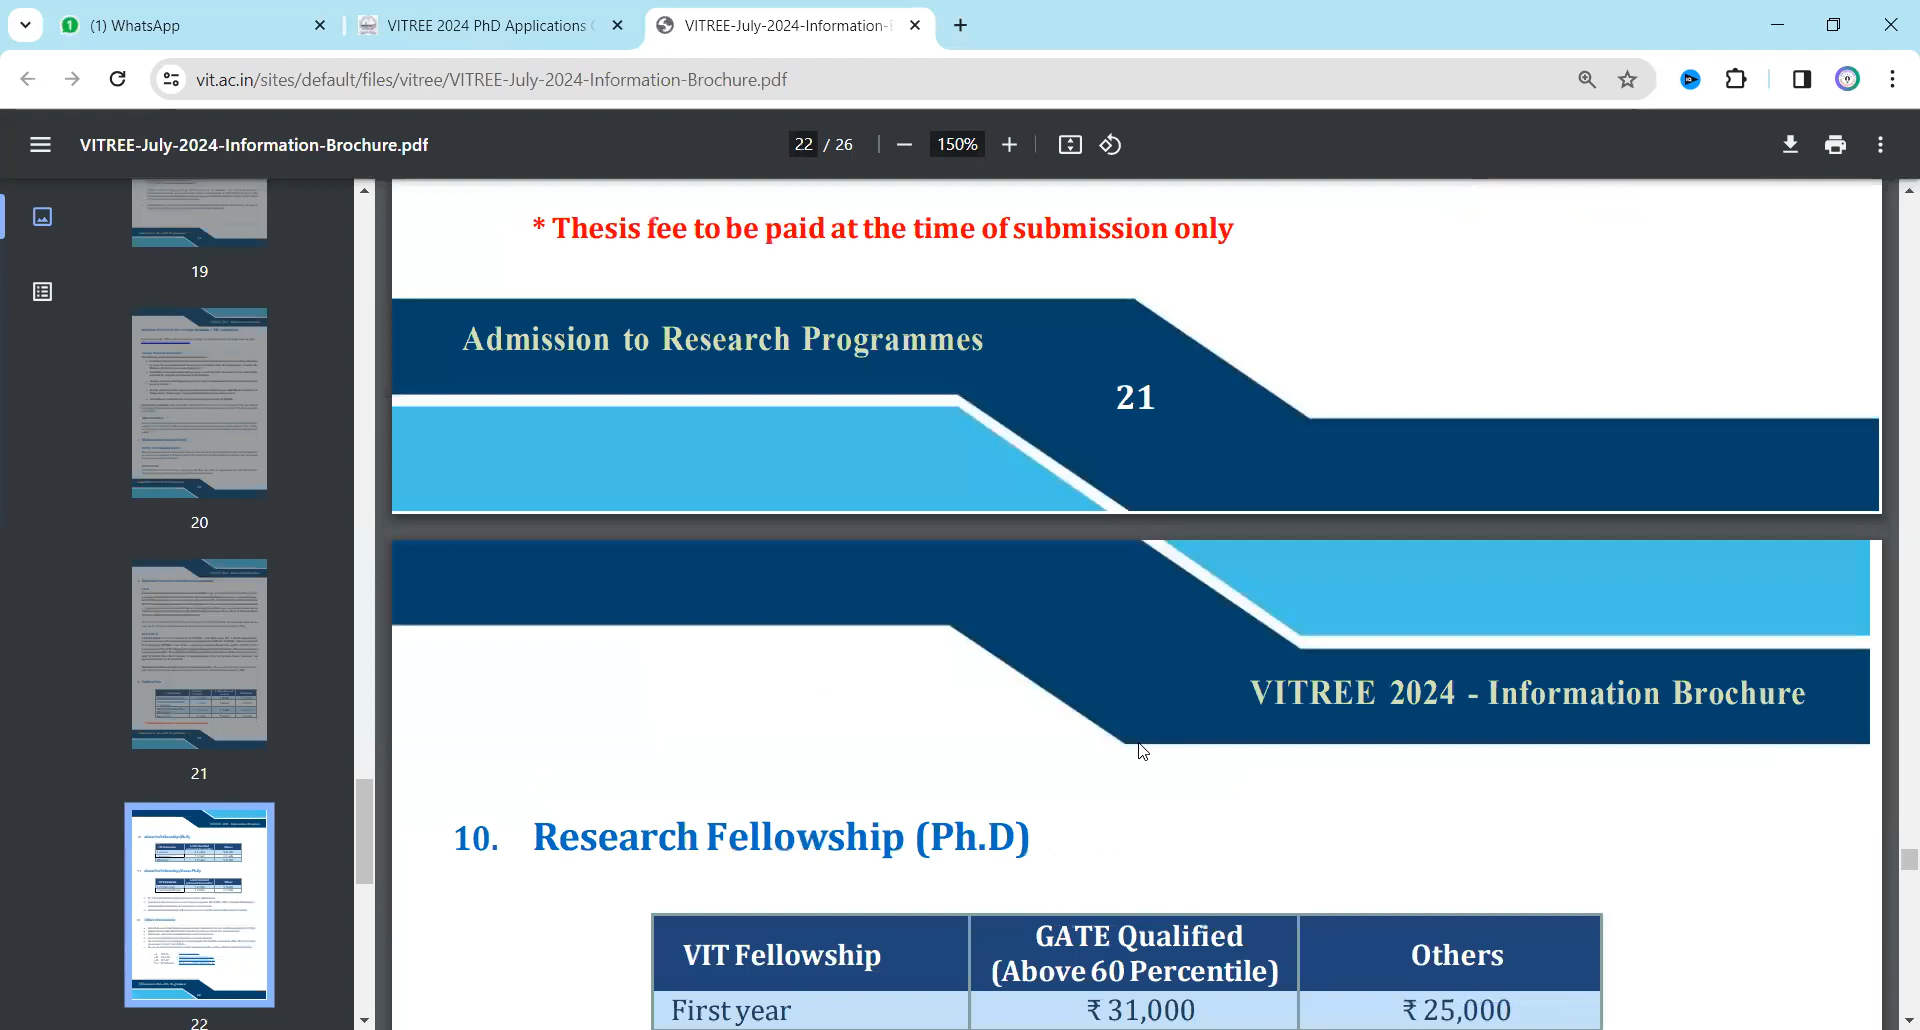 (1) WhatsApp
VITREE 2024 PhD Applications
VITREE-July-2024-Information-
vit.ac.in/sites/default/files/vitree/VITREE-July-2024-Information-Brochure.pdf
VITREE-July-2024-Information-Brochure.pdf
22 / 26
150%
19
20
21
22
* Thesis fee to be paid at the time of submission only
Admission to Research Programmes
21
VITREE 2024 - Information Brochure
10. Research Fellowship (Ph.D)
VIT Fellowship
GATE Qualified
(Above 60 Percentile)
Others
First year
₹ 31,000
₹ 25,000